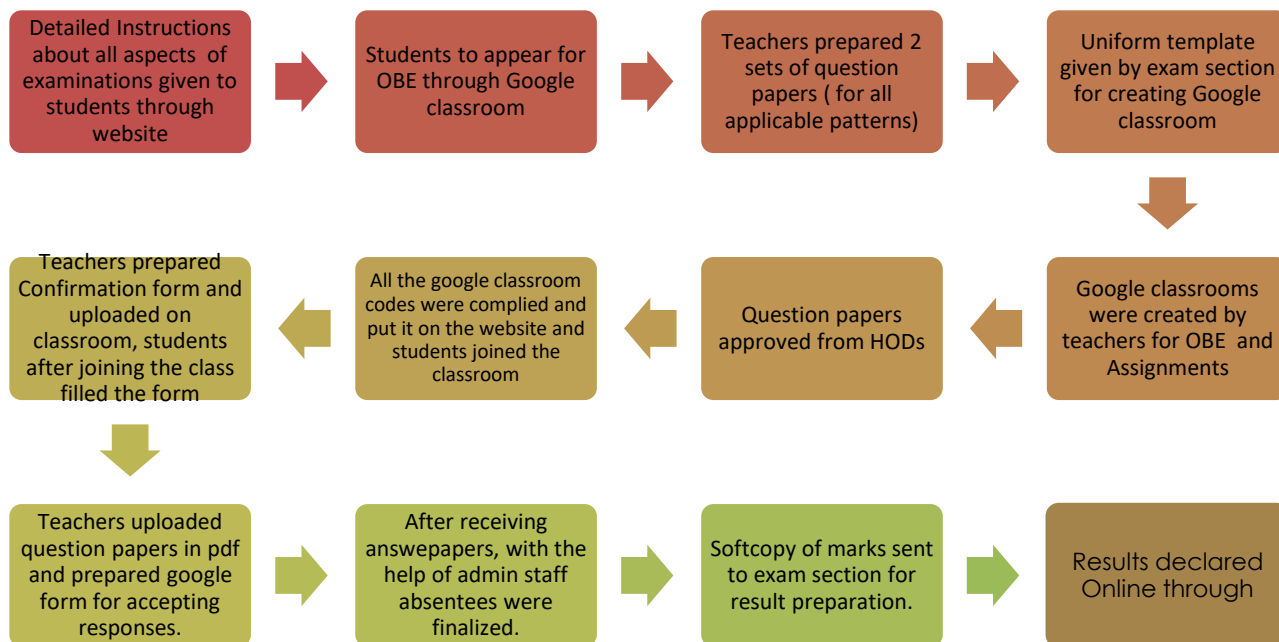 Detailed Instructions
about all aspects of
examinations given to
students through
website
Students to appear for
OBE through Google
classroom
Teachers prepared 2
sets of question
papers ( for all
applicable patterns)
Uniform template
given by exam section
for creating Google
classroom
Google classrooms
were created by
teachers for OBE and
Assignments
Question papers
approved from HODs
All the google classroom
codes were complied and
put it on the website and
students joined the
classroom
Teachers prepared
Confirmation form and
uploaded on
classroom, students
after joining the class
filled the form
Teachers uploaded
question papers in pdf
and prepared google
form for accepting
responses.
After receiving
answepapers, with the
help of admin staff
absentees were
finalized.
Softcopy of marks sent
to exam section for
result preparation.
Results declared
Online through